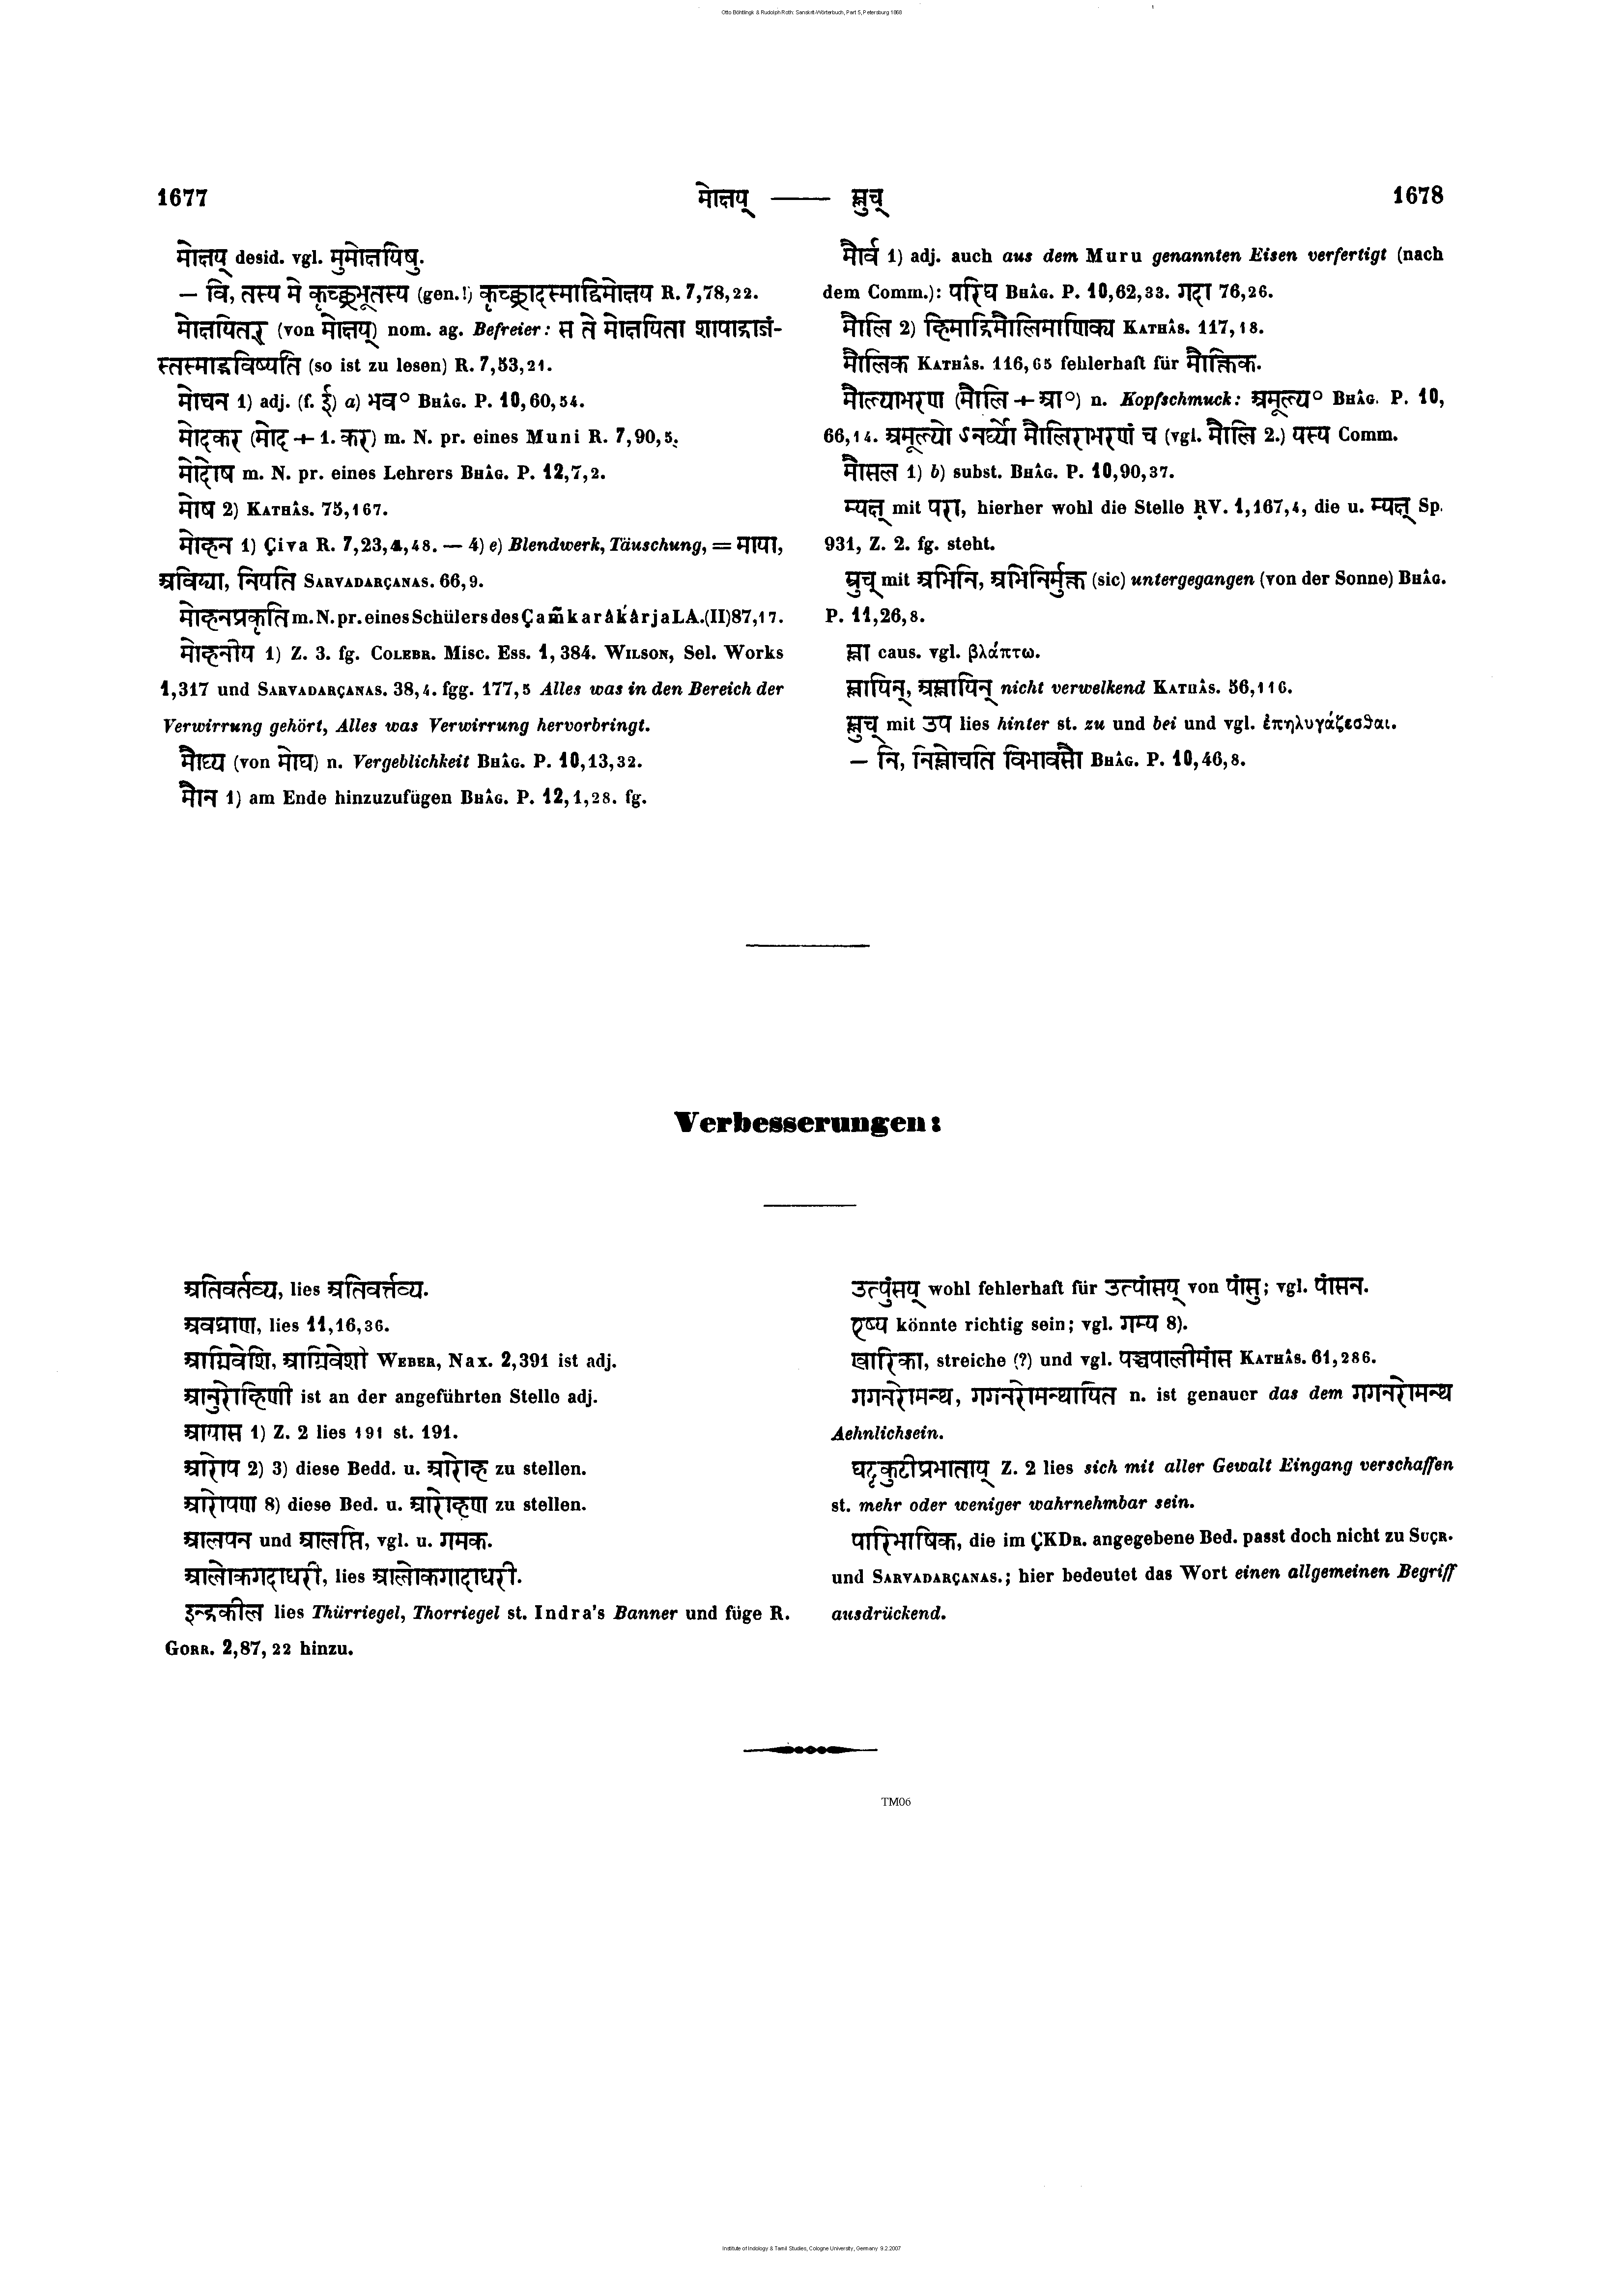 Otto Böhtlingk & Rudolph Roth: Sanskrit-Wörterbuch, Part 5, Petersburg 1868
1677 मोक्षय् — म्लुच् 1678
मोक्षय् desid. vgl. मुमोक्षयिषु.
— वि, तस्य मे कृच्छ्रभूतस्य (gen.!) कृच्छ्रादस्माद्विमोक्षय R. 7,78,22.
मोक्षयितर् (von मोक्षय्) nom. ag. Befreier: स ते मोक्षयिता शापाद्राजं-
स्तस्माद्भविष्यति (so ist zu lesen) R. 7,53,21.
मोचन 1) adj. (f. ई) a) भव° BHÂG. P. 10,60,54.
मोदकर (मोद + 1. कर) m. N. pr. eines Muni R. 7,90,5.
मोदोष m. N. pr. eines Lehrers BHÂG. P. 12,7,2.
मोष 2) KATHÂS. 75,167.
मोहन 1) Çiva R. 7,23,4,48. — 4) e) Blendwerk, Täuschung, = माया,
अविद्या, नियति SARVADARÇANAS. 66,9.
मोहनप्रकृति m. N. pr. eines Schülers des Çam̃karâḱârja LA. (II) 87,17.
मोहनीय 1) Z. 3. fg. COLEBR. Misc. Ess. 1, 384. WILSON, Sel. Works
1,317 und SARVADARÇANAS. 38,4. fgg. 177,5 Alles was in den Bereich der
Verwirrung gehört, Alles was Verwirrung hervorbringt.
मौघ्य (von मोघ) n. Vergeblichkeit BHÂG. P. 10,13,32.
मौन 1) am Ende hinzuzufügen BHÂG. P. 12,1,28. fg.
मौर्व 1) adj. auch aus dem Muru genannten Eisen verfertigt (nach
dem Comm.): परिघ BHÂG. P. 10,62,33. गदा 76,26.
मौलि 2) हिमाद्रिमौलिमाणिक्य KATHÂS. 117,18.
मौलिक KATHÂS. 116,65 fehlerhaft für मौक्तिक.
मौल्याभरण (मौलि + आ°) n. Kopfschmuck: अमूल्य° BHÂG. P. 10,
66,14. अमूल्यो ऽनर्घ्यो मौलिराभरणं च (vgl. मौलि 2.) यस्य Comm.
मौसल 1) b) subst. BHÂG. P. 10,90,37.
म्यक्ष् mit परा, hierher wohl die Stelle ṚV. 1,167,4, die u. म्यक्ष् Sp.
931, Z. 2. fg. steht.
म्रुच् mit अभिनि, अभिनिर्मुक्त (sic) untergegangen (von der Sonne) BHÂG.
P. 11,26,8.
म्ला caus. vgl. βλάπτω.
म्लायिन्, अम्लायिन् nicht verwelkend KATHÂS. 56,116.
म्लुच् mit उप lies hinter st. zu und bei und vgl. ἐπηλυγάζεσθαι.
— नि, निम्लोचति विभावसौ BHÂG. P. 10,46,8.
Verbesserungen:
अतिवर्तव्य, lies अतिवर्त्तव्य.
अवघ्राण, lies 11,16,36.
आग्निवेशि, आग्निवेशो WEBER, Nax. 2,391 ist adj.
आनुरोहिणी ist an der angeführten Stelle adj.
आयास 1) Z. 2 lies 191 st. 191.
आरोप 2) 3) diese Bedd. u. आरोह zu stellen.
आरोपण 8) diese Bed. u. आरोहण zu stellen.
आलपन und आलप्ति, vgl. u. गमक.
आलोकगदाधरी, lies आलोकगादाधरी.
इन्द्रकील lies Thürriegel, Thorriegel st. Indra's Banner und füge R.
GORR. 2,87, 22 hinzu.
उत्पुंसय् wohl fehlerhaft für उत्पांसय् von पांसु; vgl. पांसन.
एष्य könnte richtig sein; vgl. गम्य 8).
खारिका, streiche (?) und vgl. पञ्चपालीमांस KATHÂS. 61,286.
गगनरोमन्थ, गगनरोमन्थायित n. ist genauer das dem गगनरोमन्थ
Aehnlichsein.
घट्टकुटीप्रभाताय् Z. 2 lies sich mit aller Gewalt Eingang verschaffen
st. mehr oder weniger wahrnehmbar sein.
पारिभाषिक, die im ÇKDR. angegebene Bed. passt doch nicht zu SUÇR.
und SARVADARÇANAS.; hier bedeutet das Wort einen allgemeinen Begriff
ausdrückend.
TM06
Institute of Indology & Tamil Studies, Cologne University, Germany 9.2.2007